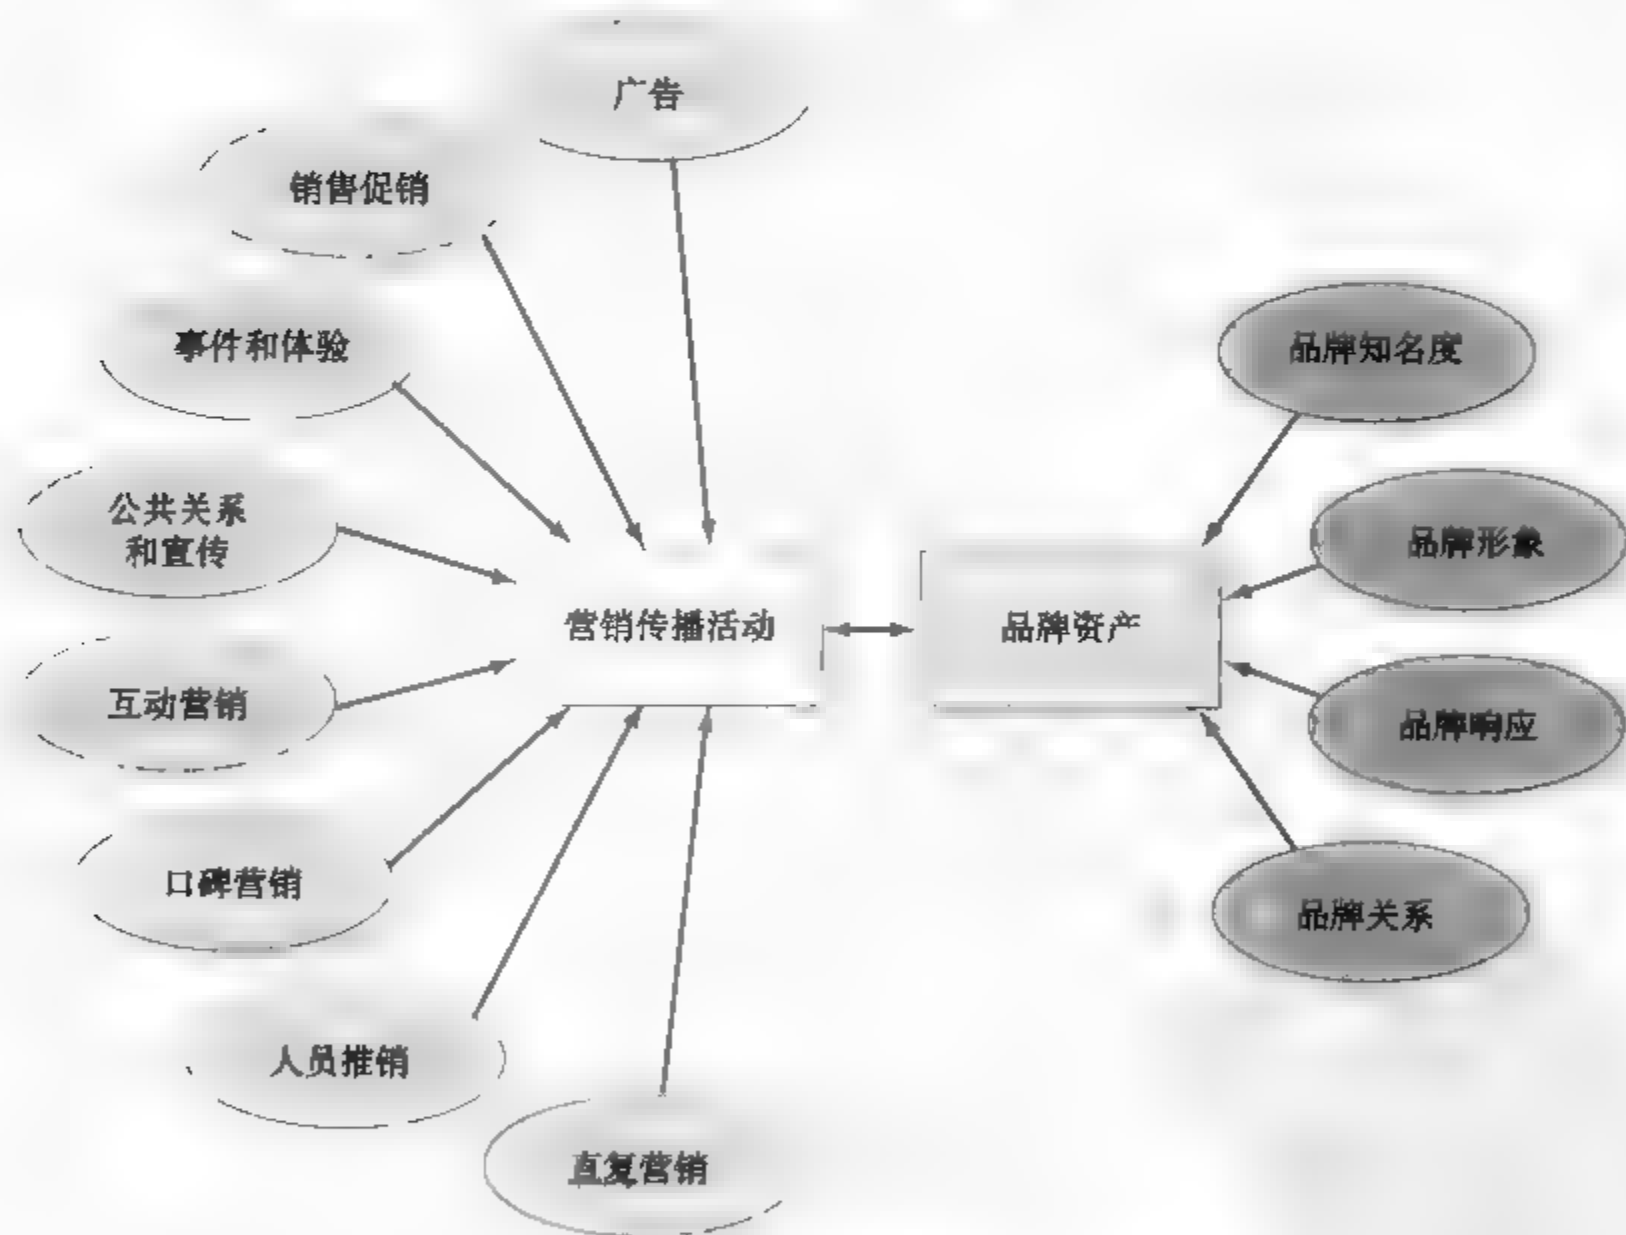 广告
销售促销
事件和体验
公共关系
和宣传
互动营销
口碑营销
人员推销
直复营销
营销传播活动
品牌资产
品牌知名度
品牌形象
品牌响应
品牌关系